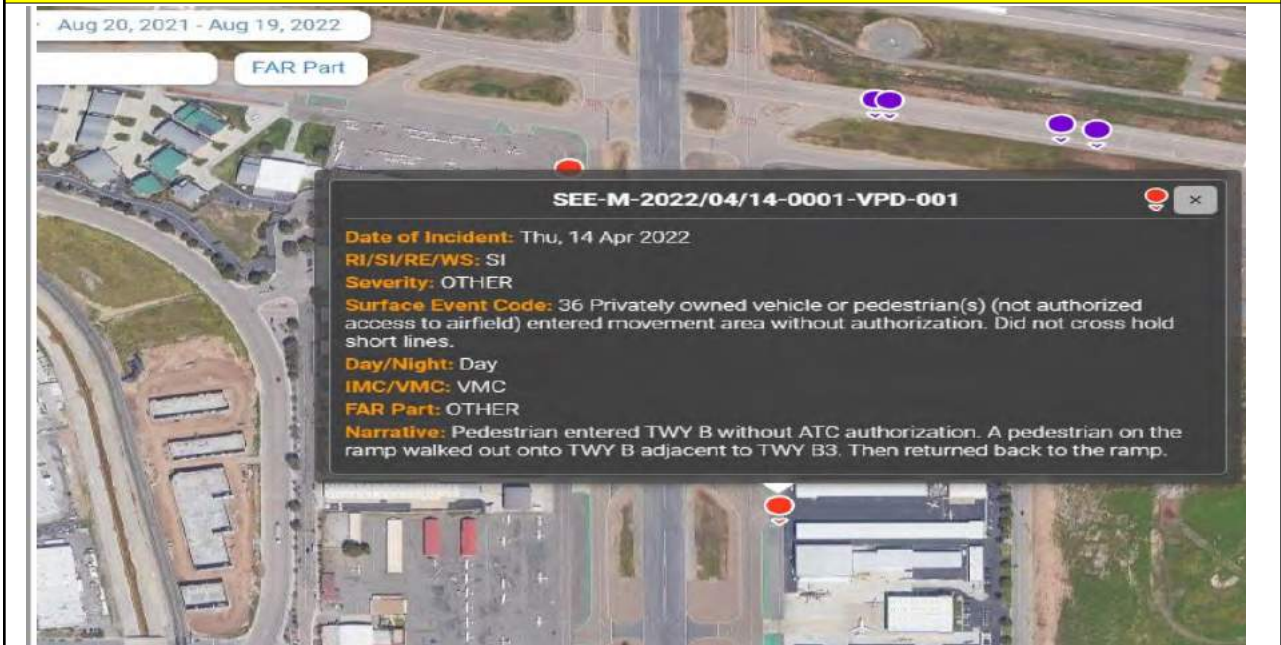 Aug 20, 2021 - Aug 19, 2022
FAR Part
SEE-M-2022/04/14-0001-VPD-001
×
Date of Incident: Thu, 14 Apr 2022
RI/SI/RE/WS: SI
Severity: OTHER
Surface Event Code: 36 Privately owned vehicle or pedestrian(s) (not authorized
access to airfield) entered movement area without authorization. Did not cross hold
short lines.
Day/Night: Day
IMC/VMC: VMC
FAR Part: OTHER
Narrative: Pedestrian entered TWY B without ATC authorization. A pedestrian on the
ramp walked out onto TWY B adjacent to TWY B3. Then returned back to the ramp.